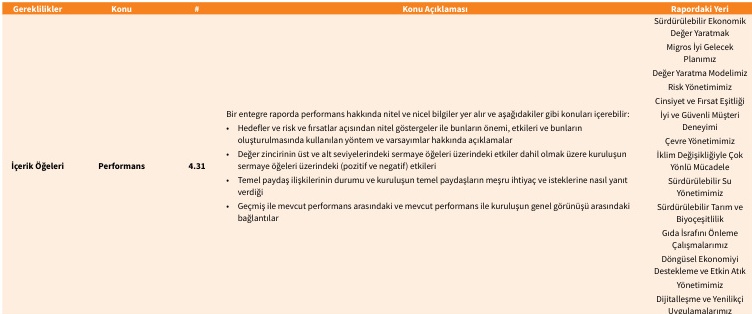 Gereklilikler Konu # Konu Açıklaması Rapordaki Yeri
İçerik Öğeleri Performans 4.31
Bir entegre raporda performans hakkında nitel ve nicel bilgiler yer alır ve aşağıdakiler gibi konuları içerebilir:
• Hedefler ve risk ve fırsatlar açısından nitel göstergeler ile bunların önemi, etkileri ve bunların
oluşturulmasında kullanılan yöntem ve varsayımlar hakkında açıklamalar
• Değer zincirinin üst ve alt seviyelerindeki sermaye öğeleri üzerindeki etkiler dahil olmak üzere kuruluşun
sermaye öğeleri üzerindeki (pozitif ve negatif) etkileri
• Temel paydaş ilişkilerinin durumu ve kuruluşun temel paydaşların meşru ihtiyaç ve isteklerine nasıl yanıt
verdiği
• Geçmiş ile mevcut performans arasındaki ve mevcut performans ile kuruluşun genel görünüşü arasındaki
bağlantılar
Sürdürülebilir Ekonomik
Değer Yaratmak
Migros İyi Gelecek
Planımız
Değer Yaratma Modelimiz
Risk Yönetimimiz
Cinsiyet ve Fırsat Eşitliği
İyi ve Güvenli Müşteri
Deneyimi
Çevre Yönetimimiz
İklim Değişikliğiyle Çok
Yönlü Mücadele
Sürdürülebilir Su
Yönetimimiz
Sürdürülebilir Tarım ve
Biyoçeşitlilik
Gıda İsrafını Önleme
Çalışmalarımız
Döngüsel Ekonomiyi
Destekleme ve Etkin Atık
Yönetimimiz
Dijitalleşme ve Yenilikçi
Uygulamalarımız